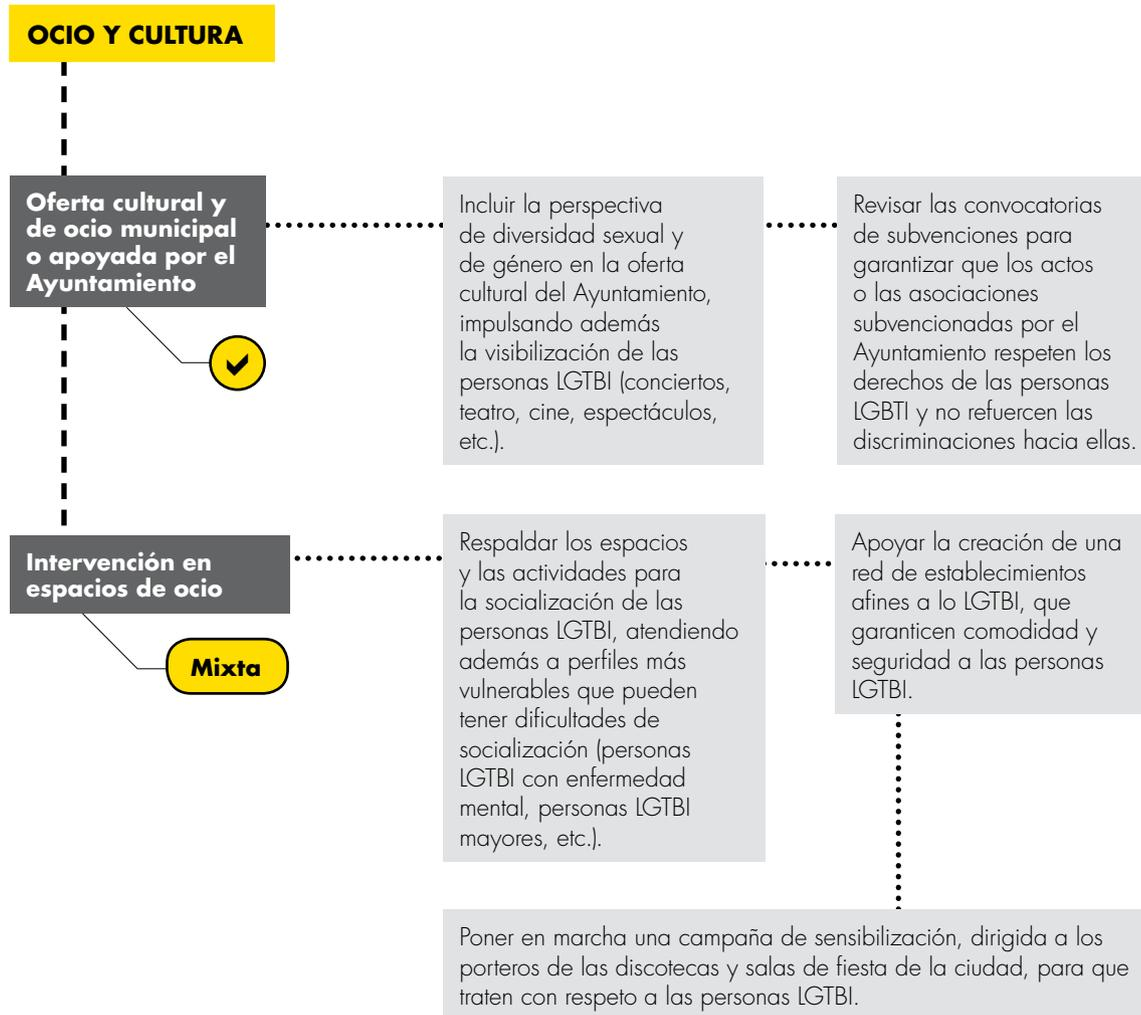 OCIO Y CULTURA
Oferta cultural y
de ocio municipal
o apoyada por el
Ayuntamiento
Incluir la perspectiva
de diversidad sexual y
de género en la oferta
cultural del Ayuntamiento,
impulsando además
la visibilización de las
personas LGTBI (conciertos,
teatro, cine, espectáculos,
etc.).
Revisar las convocatorias
de subvenciones para
garantizar que los actos
o las asociaciones
subvencionadas por el
Ayuntamiento respeten los
derechos de las personas
LGBTI y no refuercen las
discriminaciones hacia ellas.
Intervención en
espacios de ocio
Mixta
Respaldar los espacios
y las actividades para
la socialización de las
personas LGTBI, atendiendo
además a perfiles más
vulnerables que pueden
tener dificultades de
socialización (personas
LGTBI con enfermedad
mental, personas LGTBI
mayores, etc.).
Apoyar la creación de una
red de establecimientos
afines a lo LGTBI, que
garanticen comodidad y
seguridad a las personas
LGTBI.
Poner en marcha una campaña de sensibilización, dirigida a los
porteros de las discotecas y salas de fiesta de la ciudad, para que
traten con respeto a las personas LGTBI.